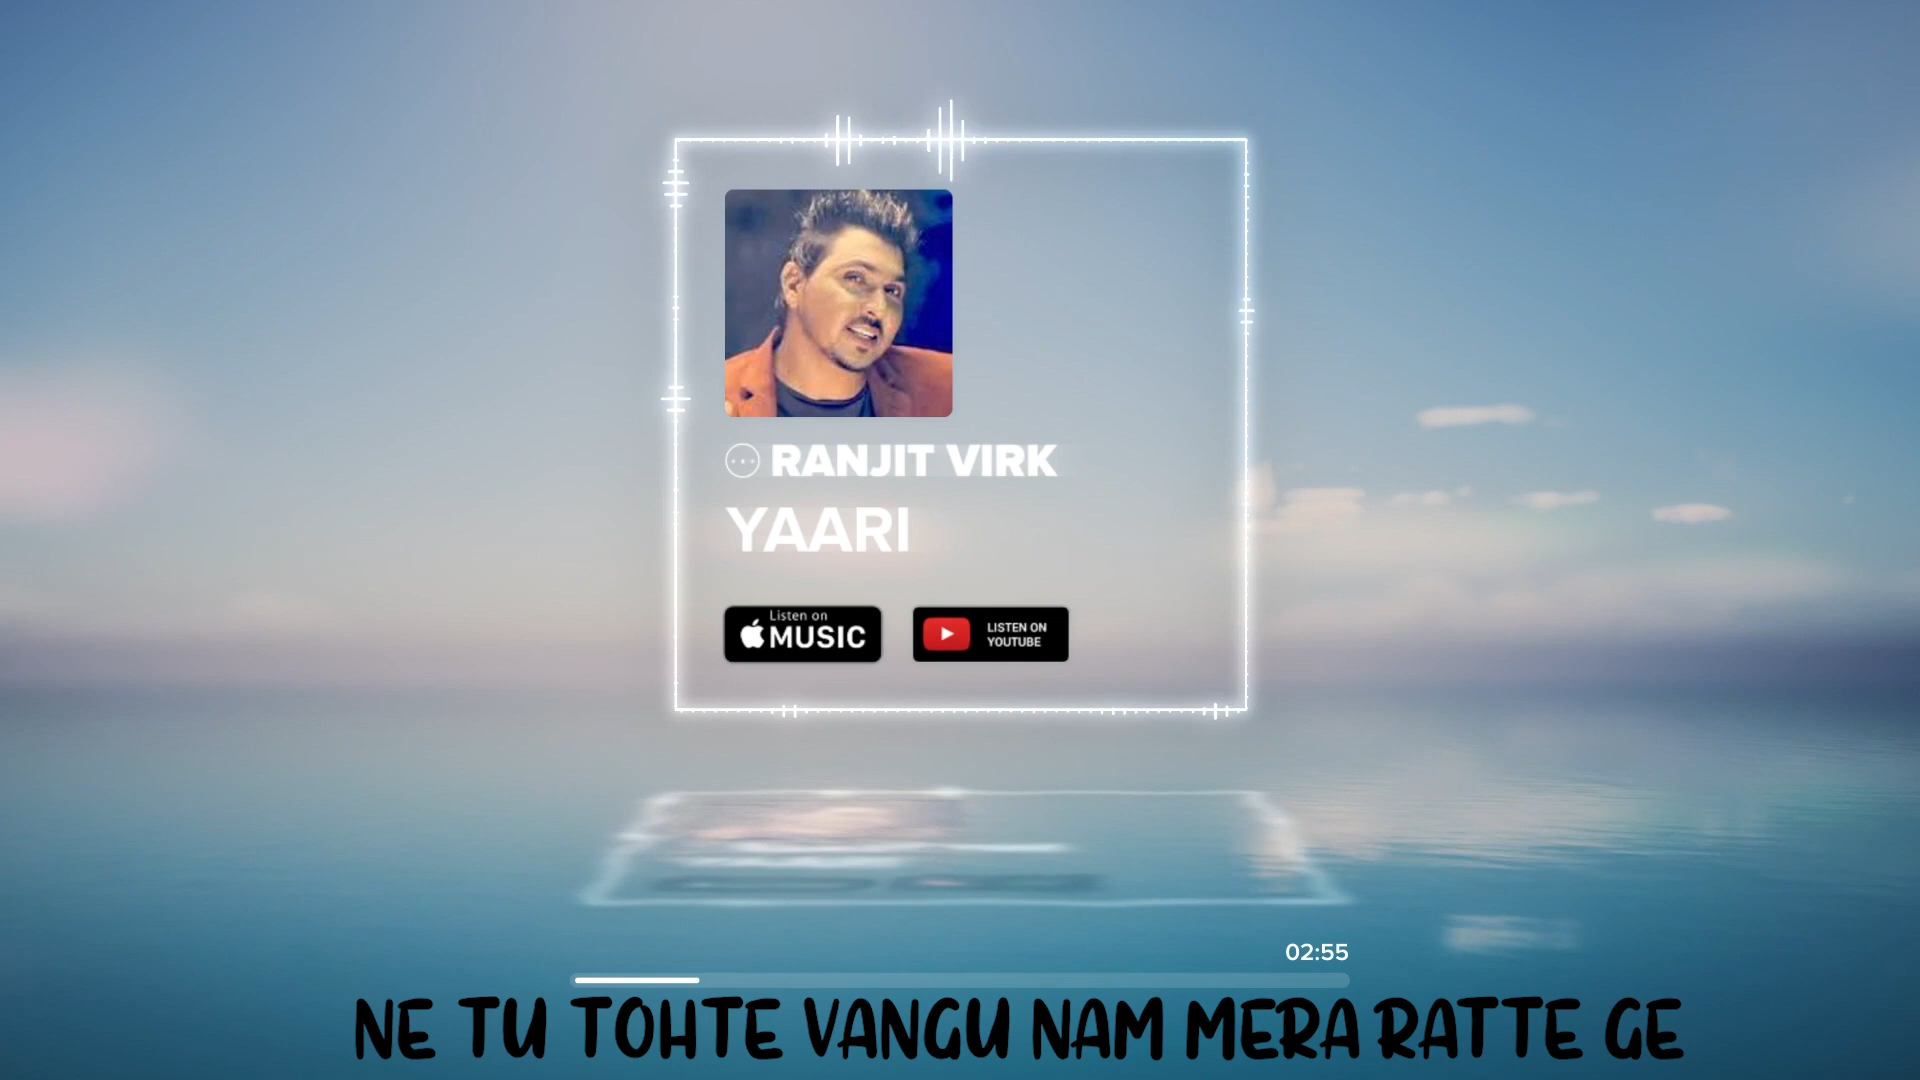 RANJIT VIRK
YAARI
Listen on
MUSIC
LISTEN ON
YOUTUBE
02:55
NE TU TOHTE VANGU NAM MERA RATTE GE